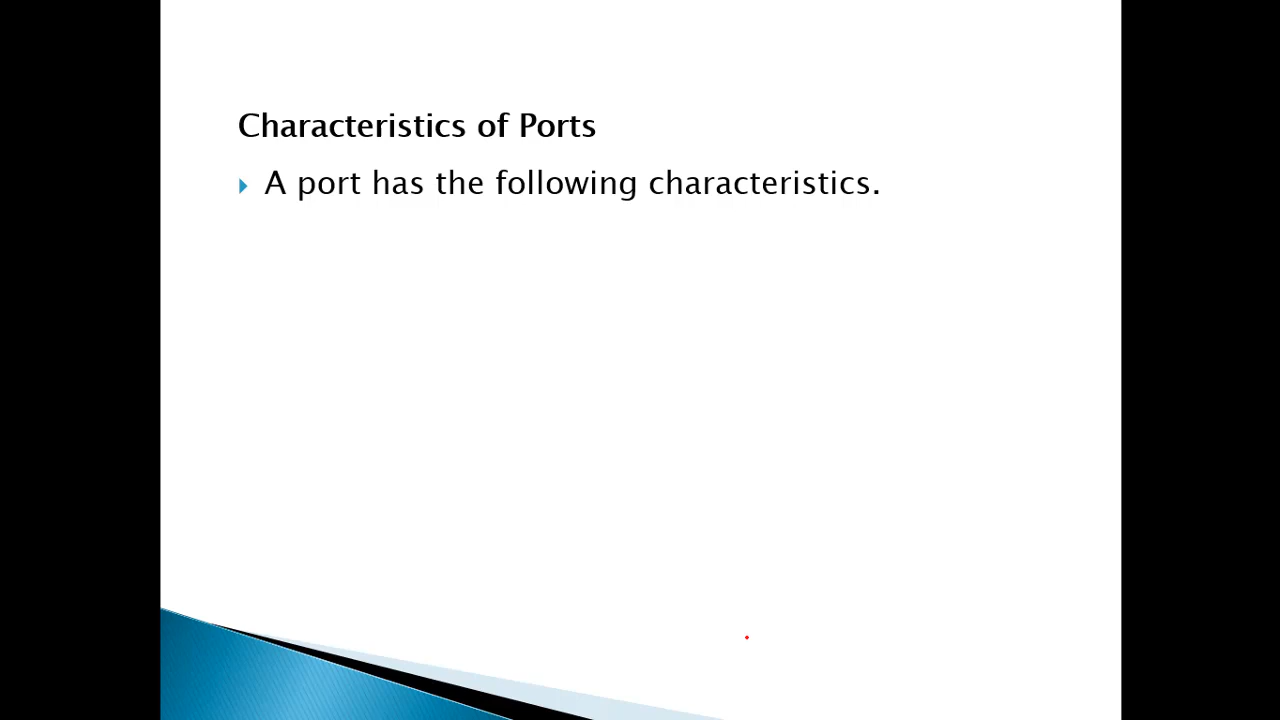 Characteristics of Ports
A port has the following characteristics.